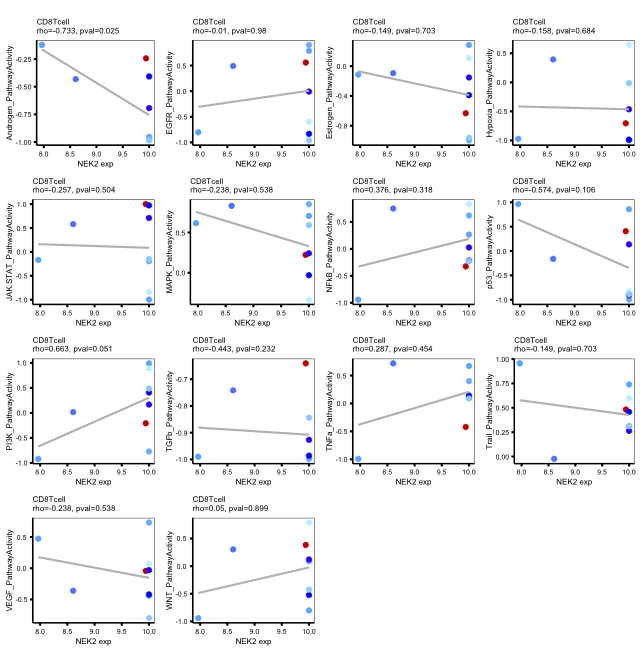 CD8Tcell
rho=-0.733, pval=0.025
Androgen_PathwayActivity
-0.25
-0.50
-0.75
-1.00
8.0 8.5 9.0 9.5 10.0
NEK2 exp
CD8Tcell
rho=-0.01, pval=0.98
EGFR_PathwayActivity
0.5
0.0
-0.5
-1.0
8.0 8.5 9.0 9.5 10.0
NEK2 exp
CD8Tcell
rho=-0.149, pval=0.703
Estrogen_PathwayActivity
0.0
-0.4
-0.8
8.0 8.5 9.0 9.5 10.0
NEK2 exp
CD8Tcell
rho=-0.158, pval=0.684
Hypoxia_PathwayActivity
0.5
0.0
-0.5
-1.0
8.0 8.5 9.0 9.5 10.0
NEK2 exp
CD8Tcell
rho=-0.257, pval=0.504
JAK-STAT_PathwayActivity
1.0
0.5
0.0
-0.5
-1.0
8.0 8.5 9.0 9.5 10.0
NEK2 exp
CD8Tcell
rho=-0.238, pval=0.538
MAPK_PathwayActivity
0.5
0.0
8.0 8.5 9.0 9.5 10.0
NEK2 exp
CD8Tcell
rho=0.376, pval=0.318
NFkB_PathwayActivity
0.5
0.0
-0.5
-1.0
8.0 8.5 9.0 9.5 10.0
NEK2 exp
CD8Tcell
rho=-0.574, pval=0.106
p53_PathwayActivity
1.0
0.5
0.0
-0.5
-1.0
8.0 8.5 9.0 9.5 10.0
NEK2 exp
CD8Tcell
rho=0.663, pval=0.051
PI3K_PathwayActivity
1.0
0.5
0.0
-0.5
-1.0
8.0 8.5 9.0 9.5 10.0
NEK2 exp
CD8Tcell
rho=-0.443, pval=0.232
TGFb_PathwayActivity
-0.7
-0.8
-0.9
-1.0
8.0 8.5 9.0 9.5 10.0
NEK2 exp
CD8Tcell
rho=0.287, pval=0.454
TNFa_PathwayActivity
0.5
0.0
-0.5
-1.0
8.0 8.5 9.0 9.5 10.0
NEK2 exp
CD8Tcell
rho=-0.149, pval=0.703
Trail_PathwayActivity
1.00
0.75
0.50
0.25
0.00
8.0 8.5 9.0 9.5 10.0
NEK2 exp
CD8Tcell
rho=-0.238, pval=0.538
VEGF_PathwayActivity
0.5
0.0
-0.5
8.0 8.5 9.0 9.5 10.0
NEK2 exp
CD8Tcell
rho=0.05, pval=0.899
WNT_PathwayActivity
0.5
0.0
-0.5
-1.0
8.0 8.5 9.0 9.5 10.0
NEK2 exp